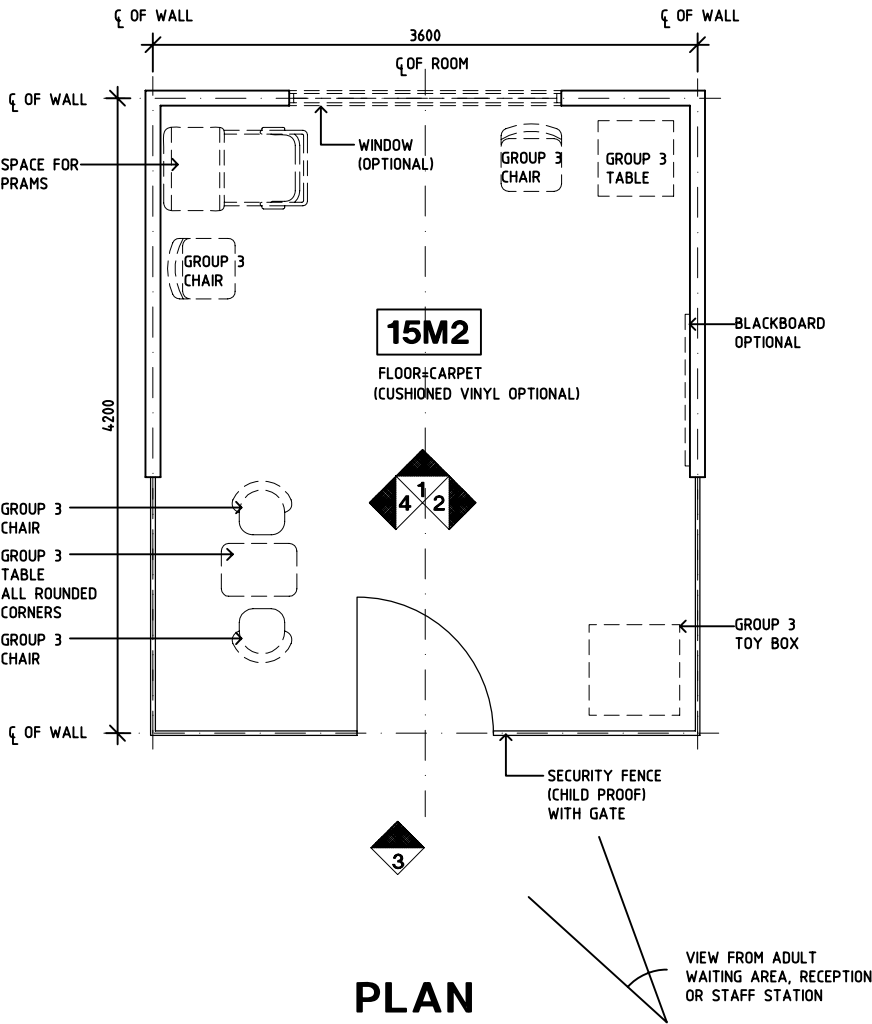 ℄ OF WALL
℄ OF WALL
3600
℄ OF ROOM
℄ OF WALL
WINDOW
(OPTIONAL)
GROUP 3
CHAIR
GROUP 3
TABLE
SPACE FOR
PRAMS
GROUP 3
CHAIR
15M2
BLACKBOARD
OPTIONAL
FLOOR=CARPET
(CUSHIONED VINYL OPTIONAL)
4200
1
4 2
GROUP 3
CHAIR
GROUP 3
TABLE
ALL ROUNDED
CORNERS
GROUP 3
CHAIR
GROUP 3
TOY BOX
℄ OF WALL
SECURITY FENCE
(CHILD PROOF)
WITH GATE
3
VIEW FROM ADULT
WAITING AREA, RECEPTION
OR STAFF STATION
PLAN